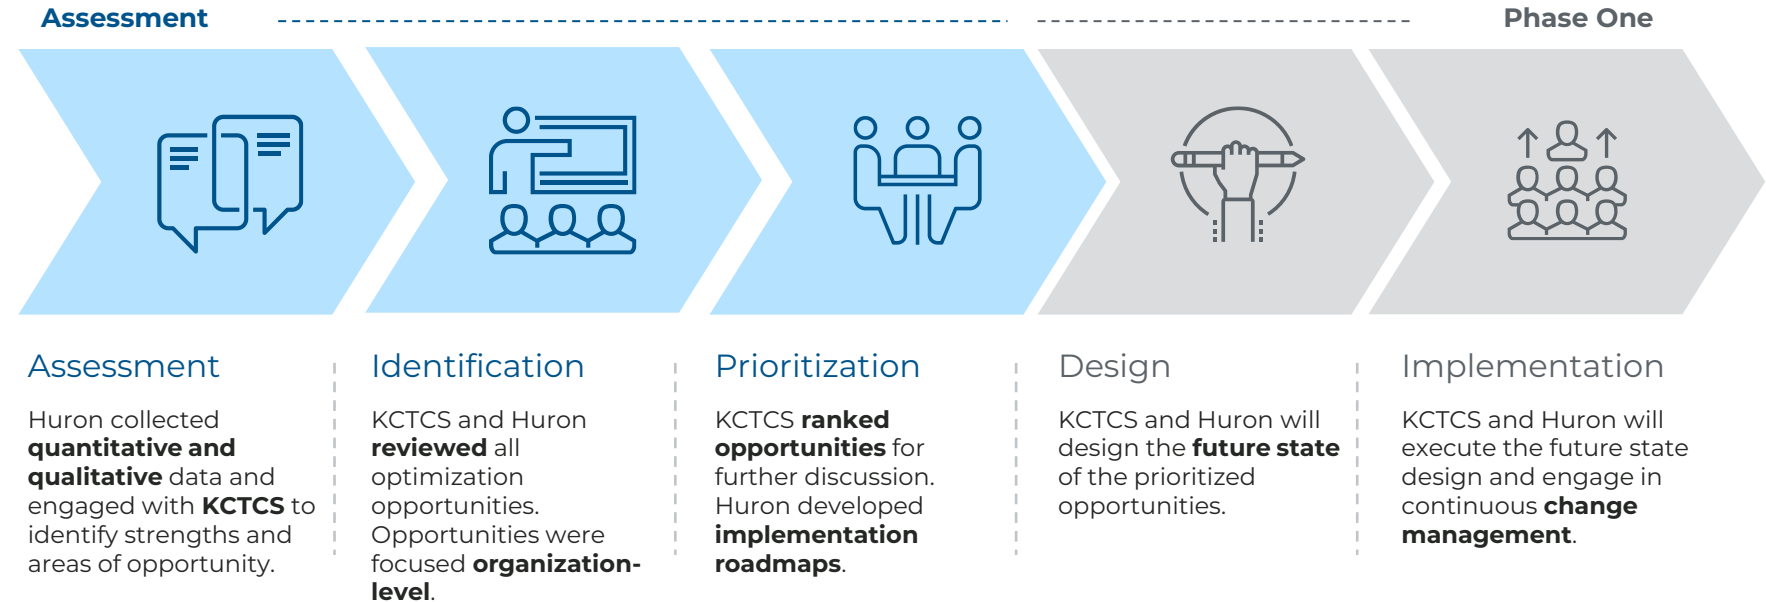 Assessment
Phase One
Assessment
Huron collected
quantitative and
qualitative data and
engaged with KCTCS to
identify strengths and
areas of opportunity.
Identification
KCTCS and Huron
reviewed all
optimization
opportunities.
Opportunities were
focused organization-
level.
Prioritization
KCTCS ranked
opportunities for
further discussion.
Huron developed
implementation
roadmaps.
Design
KCTCS and Huron will
design the future state
of the prioritized
opportunities.
Implementation
KCTCS and Huron will
execute the future state
design and engage in
continuous change
management.